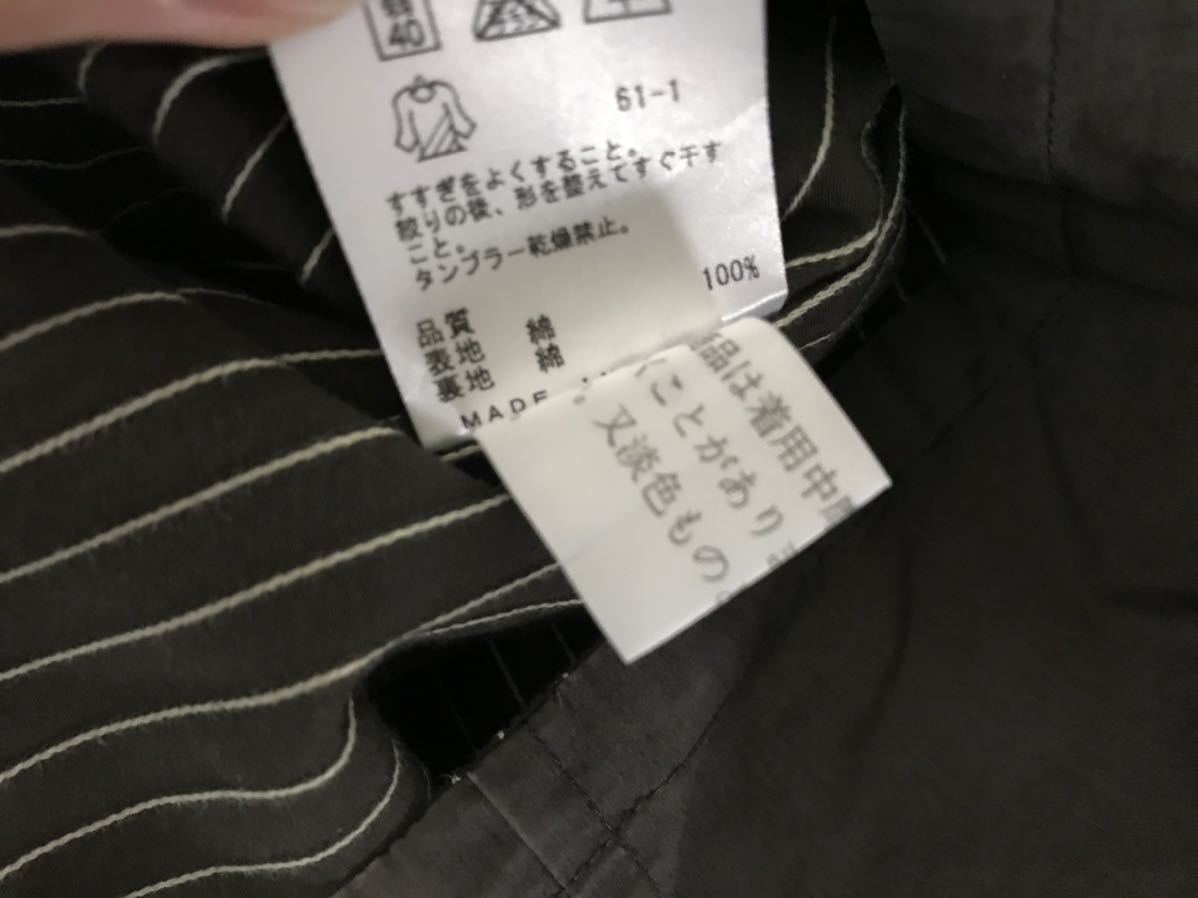 40
61-1
すすぎをよくすること。
絞りの後、形を整えてすぐ干す
こと。
タンブラー乾燥禁止。
品質
100%
表地 綿
裏地 綿
MADE
品は着用中
くことがあり
。又淡色もの